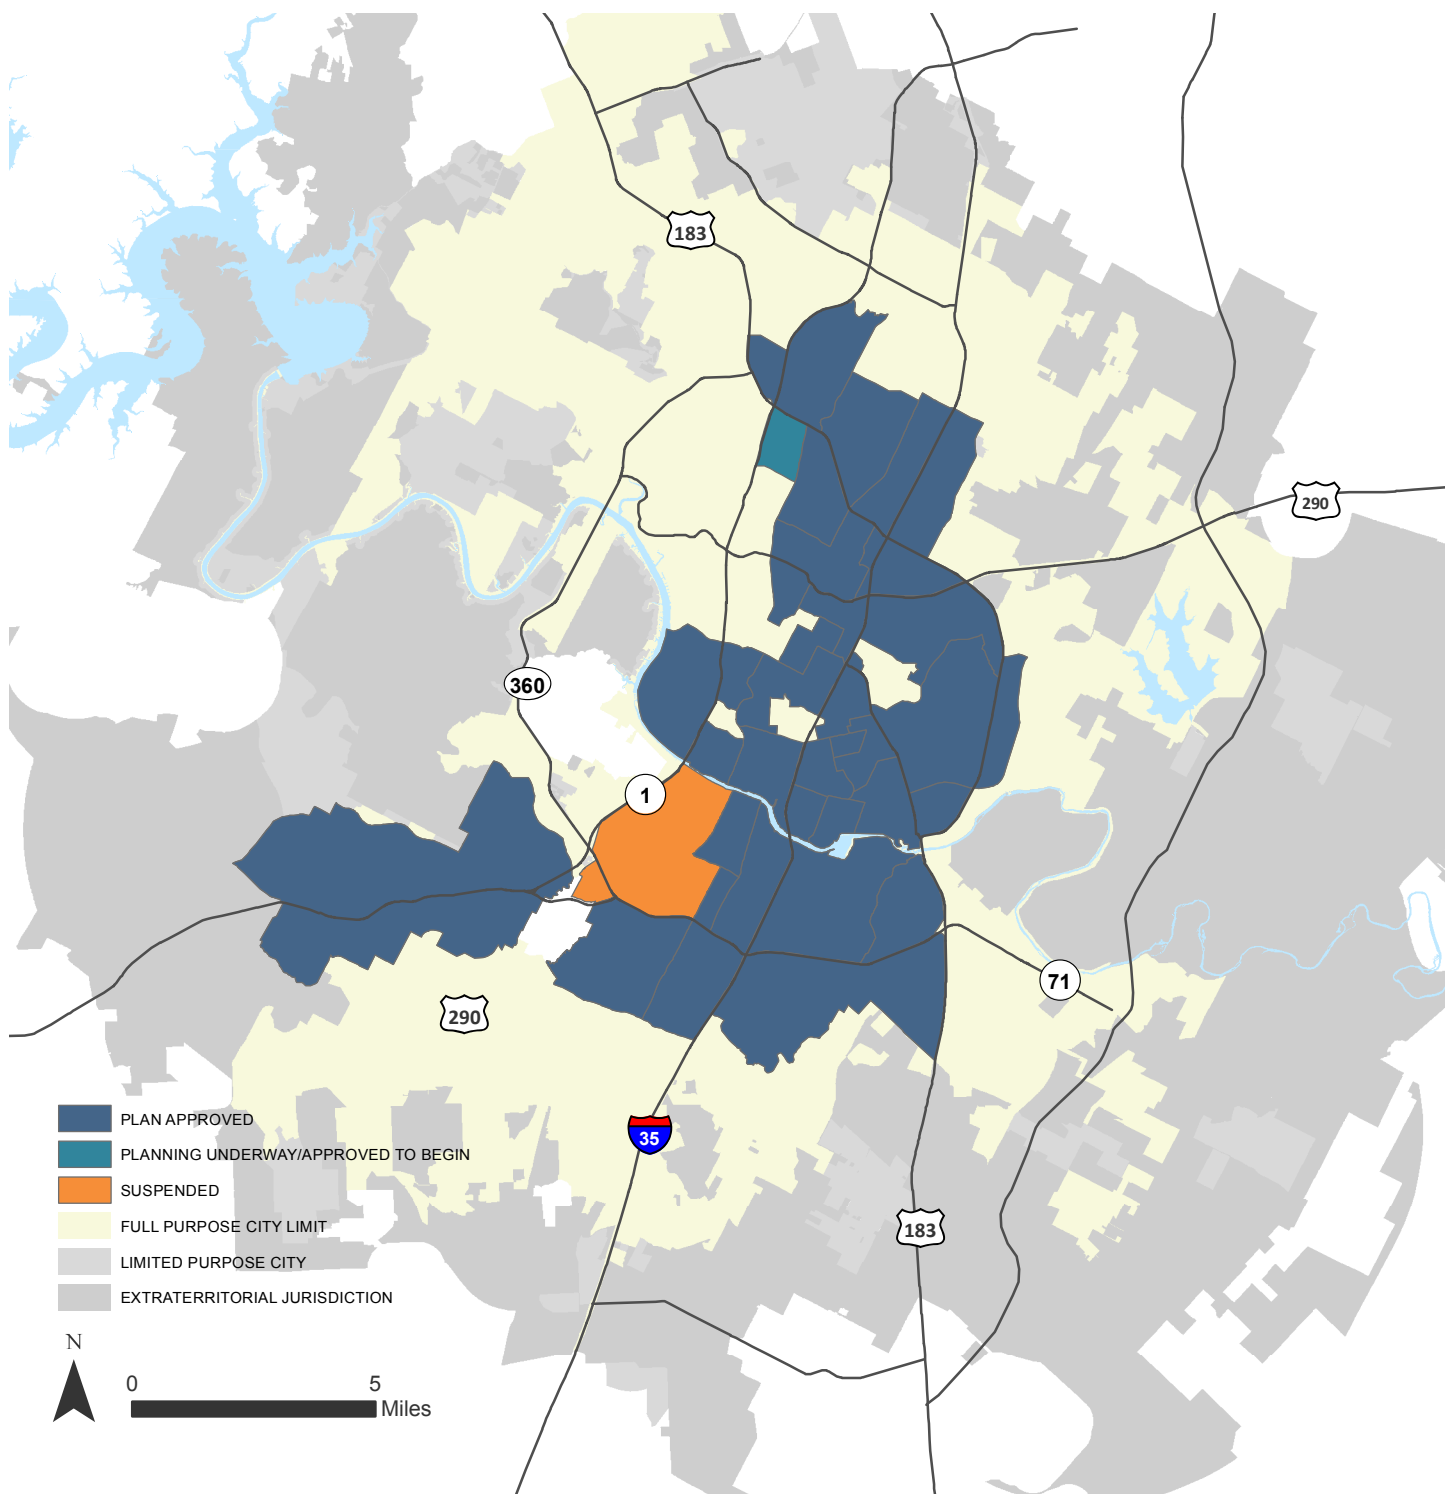 183
290
360
1
71
290
PLAN APPROVED
35
PLANNING UNDERWAY/APPROVED TO BEGIN
SUSPENDED
183
FULL PURPOSE CITY LIMIT
LIMITED PURPOSE CITY
EXTRATERRITORIAL JURISDICTION
N
0 5
Miles